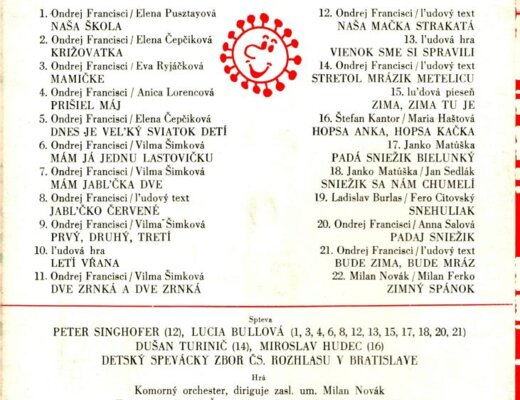 1. Ondrej Francisci/Elena Pusztayová
NAŠA ŠKOLA
2. Ondrej Francisci/Elena Čepčiková
KRIŽOVATKA
3. Ondrej Francisci/Eva Ryjáčková
MAMIČKE
4. Ondrej Francisci/Anica Lorencová
PRIŠIEL MÁJ
5. Ondrej Francisci/Elena Čepčiková
DNES JE VEĽKÝ SVIATOK DETÍ
6. Ondrej Francisci/Vilma Šimková
MÁM JÁ JEDNU LASTOVIČKU
7. Ondrej Francisci/Vilma Šimková
MÁM JABĹČKA DVE
8. Ondrej Francisci/ľudový text
JABĹČKO ČERVENÉ
9. Ondrej Francisci/Vilma Šimková
PRVÝ, DRUHÝ, TRETÍ
10. ľudová hra
LETÍ VŔANA
11. Ondrej Francisci/Vilma Šimková
DVE ZRNKÁ A DVE ZRNKÁ
12. Ondrej Francisci/ľudový text
NAŠA MAČKA STRAKATÁ
13. ľudová hra
VIENOK SME SI SPRAVILI
14. Ondrej Francisci/ľudový text
STRETOL MRÁZIK METELICU
15. ľudová pieseň
ZIMA, ZIMA TU JE
16. Štefan Kantor/Maria Haštová
HOPSA ANKA, HOPSA KAČKA
17. Janko Matúška
PADÁ SNIEŽIK BIELUNKÝ
18. Janko Matúška/Jan Sedlák
SNIEŽIK SA NÁM CHUMELÍ
19. Ladislav Burlas/Fero Citovský
SNEHULIAK
20. Ondrej Francisci/Anna Šalová
PADAJ SNIEŽIK
21. Ondrej Francisci/ľudový text
BUDE ZIMA, BUDE MRÁZ
22. Milan Novák/Milan Ferko
ZIMNÝ SPÁNOK
Spieva
PETER SINGHOFER (12), LUCIA BULLOVÁ (1, 3, 4, 6, 8, 12, 13, 15, 17, 18, 20, 21)
DUŠAN TURINIČ (14), MIROSLAV HUDEC (16)
DETSKÝ SPEVÁCKY ZBOR ČS. ROZHLASU V BRATISLAVE
Hrá
Komorný orchester, diriguje zasl. um. Milan Novák